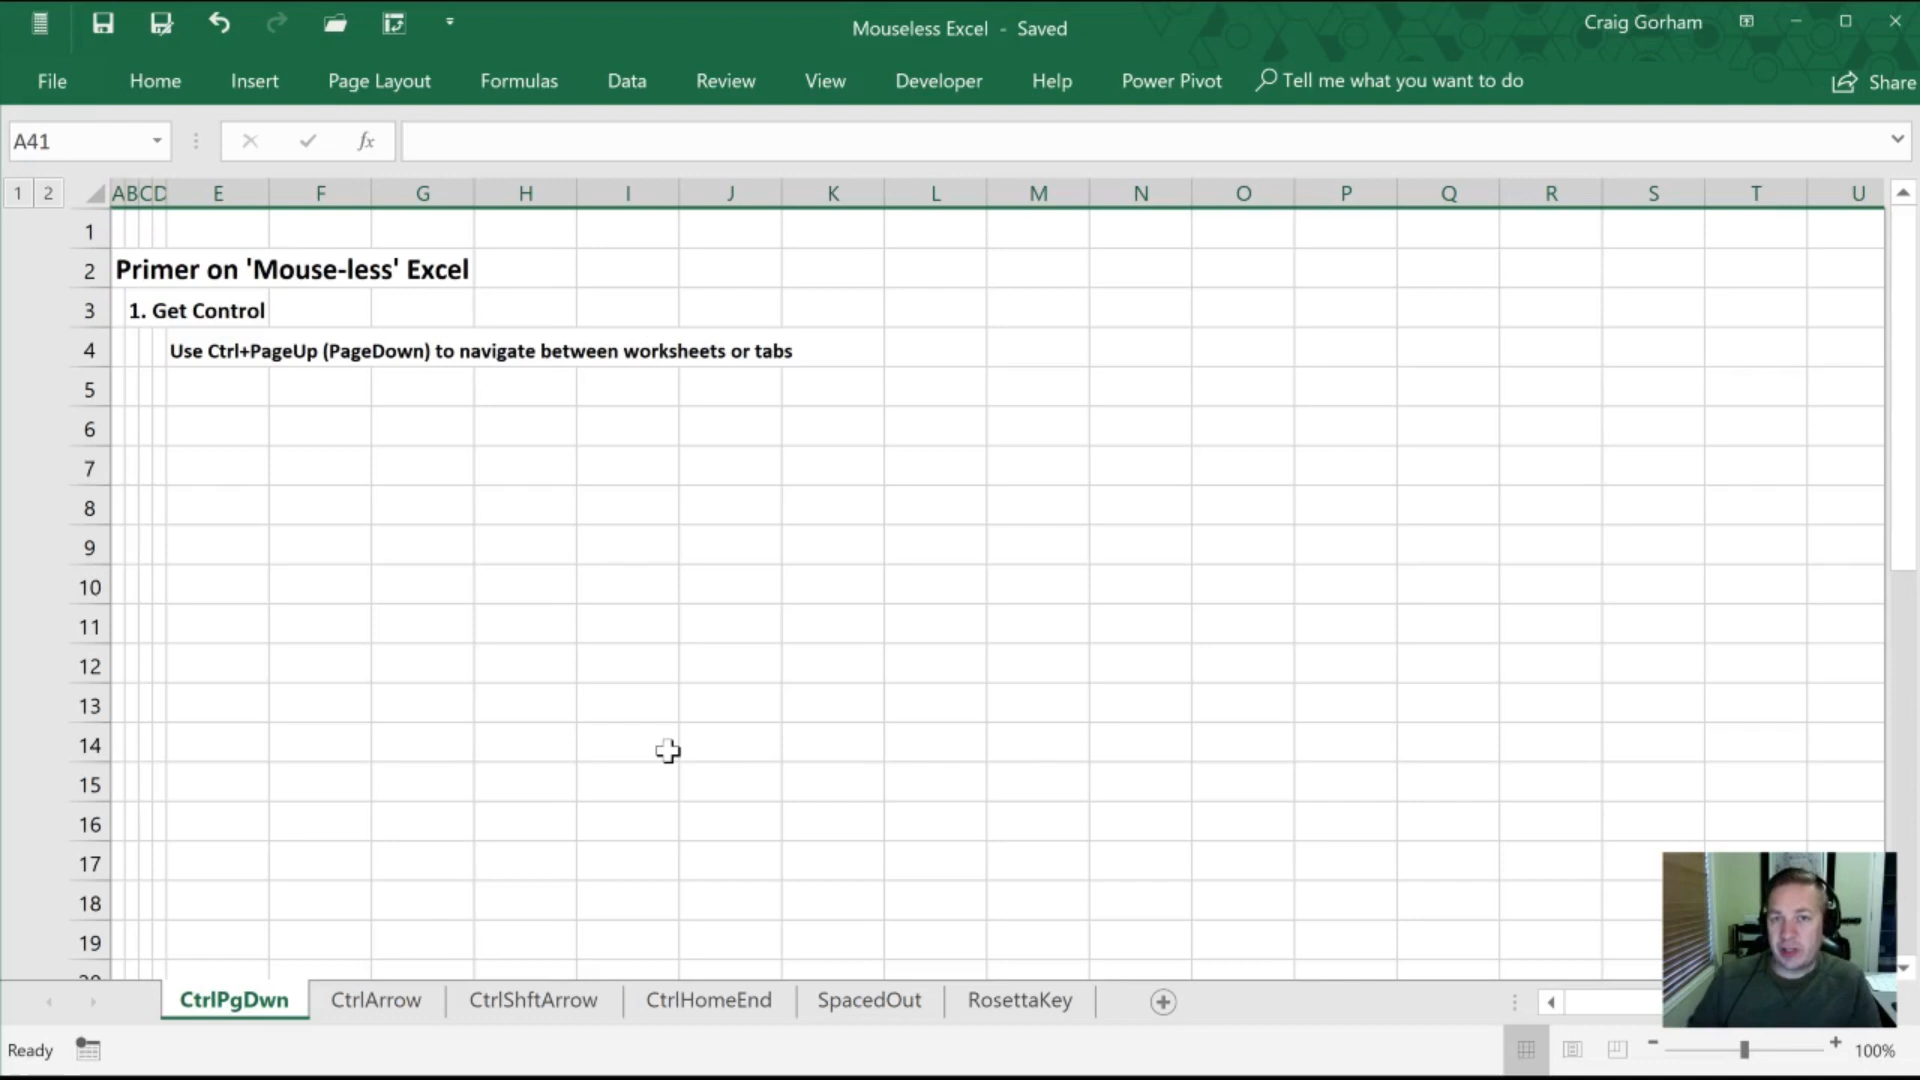 Mouseless Excel - Saved
Craig Gorham
File Home Insert Page Layout Formulas Data Review View Developer Help Power Pivot Tell me what you want to do Share
A41 fx
1 2 A B C D E F G H I J K L M N O P Q R S T U
1
2 Primer on 'Mouse-less' Excel
3 1. Get Control
4 Use Ctrl+PageUp (PageDown) to navigate between worksheets or tabs
5
6
7
8
9
10
11
12
13
14
15
16
17
18
19
CtrlPgDwn CtrlArrow CtrlShftArrow CtrlHomeEnd SpacedOut RosettaKey
Ready 100%